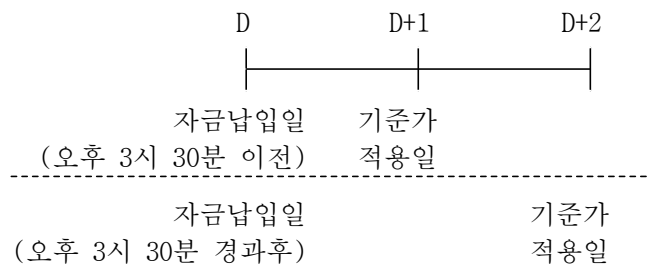 D D+1 D+2
자금납입일 기준가
(오후 3시 30분 이전) 적용일
자금납입일 기준가
(오후 3시 30분 경과후) 적용일